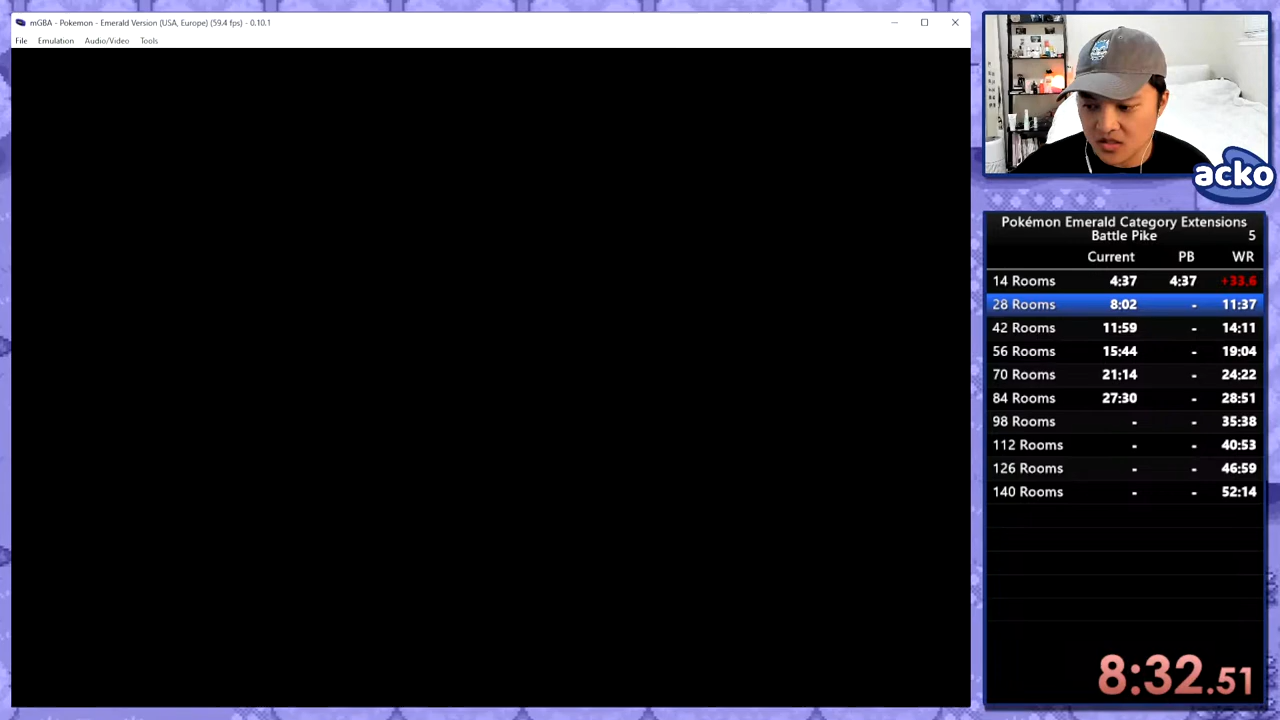 mGBA - Pokemon - Emerald Version (USA, Europe) (59.4 fps) - 0.10.1
File Emulation Audio/Video Tools
acko
Pokémon Emerald Category Extensions
Battle Pike 5
Current PB WR
14 Rooms 4:37 4:37 +33.6
28 Rooms 8:02 - 11:37
42 Rooms 11:59 - 14:11
56 Rooms 15:44 - 19:04
70 Rooms 21:14 - 24:22
84 Rooms 27:30 - 28:51
98 Rooms - - 35:38
112 Rooms - - 40:53
126 Rooms - - 46:59
140 Rooms - - 52:14
8:32.51